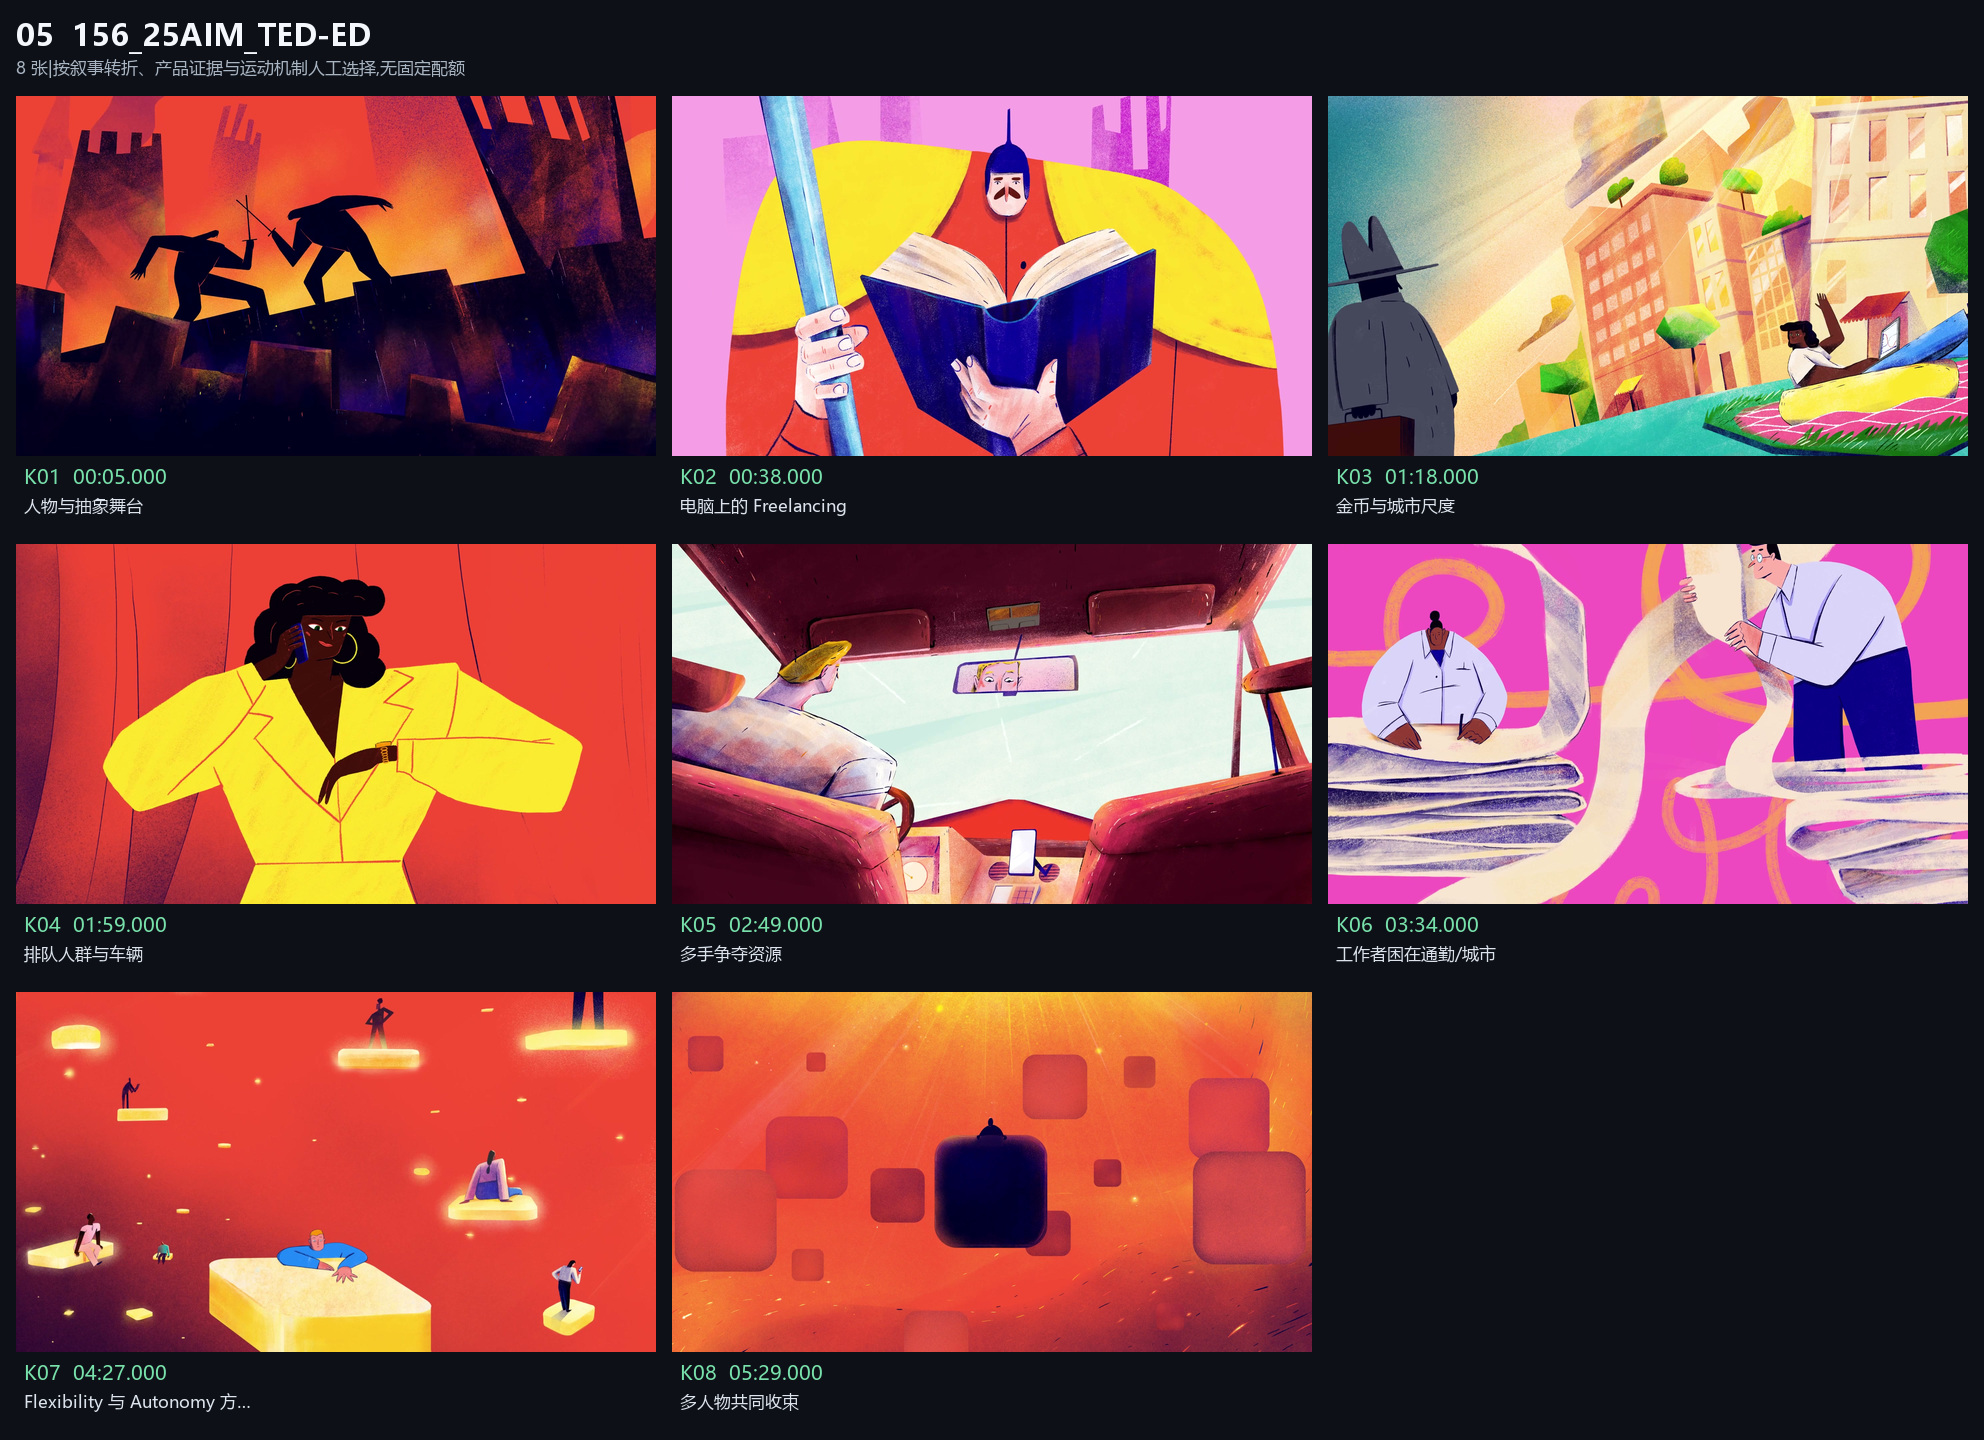 05 156_25AIM_TED-ED
8 张|按叙事转折、产品证据与运动机制人工选择,无固定配额
K01 00:05.000
人物与抽象舞台
K02 00:38.000
电脑上的 Freelancing
K03 01:18.000
金币与城市尺度
K04 01:59.000
排队人群与车辆
K05 02:49.000
多手争夺资源
K06 03:34.000
工作者困在通勤/城市
K07 04:27.000
Flexibility 与 Autonomy 方...
K08 05:29.000
多人物共同收束